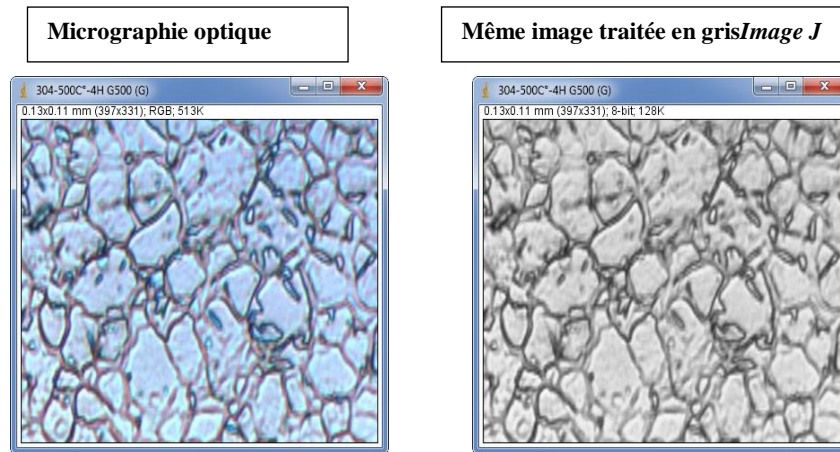 Micrographie optique
Même image traitée en grisImage J
304-500C°-4H G500 (G)
0.13x0.11 mm (397x331); RGB; 513K
304-500C°-4H G500 (G)
0.13x0.11 mm (397x331); 8-bit; 128K